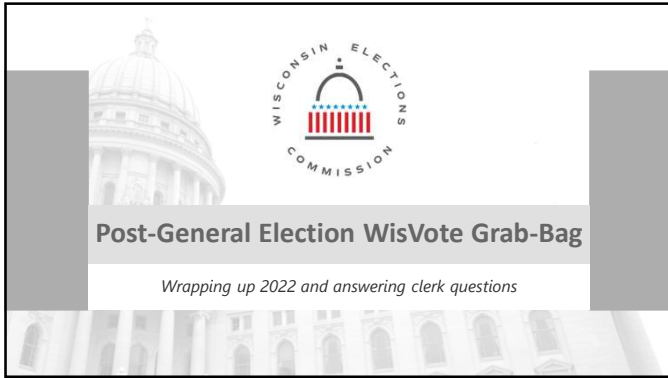 WISCONSIN ELECTIONS
COMMISSION
Post-General Election WisVote Grab-Bag
Wrapping up 2022 and answering clerk questions